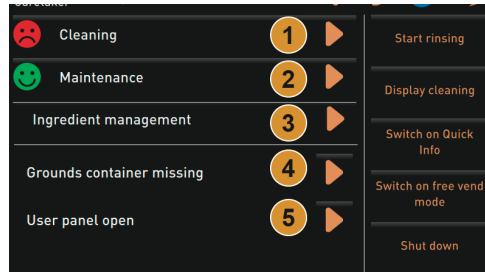 Caretaker
Cleaning
1
Start rinsing
Maintenance
2
Display cleaning
Ingredient management
3
Switch on Quick
Info
Grounds container missing
4
Switch on free vend
mode
User panel open
5
Shut down